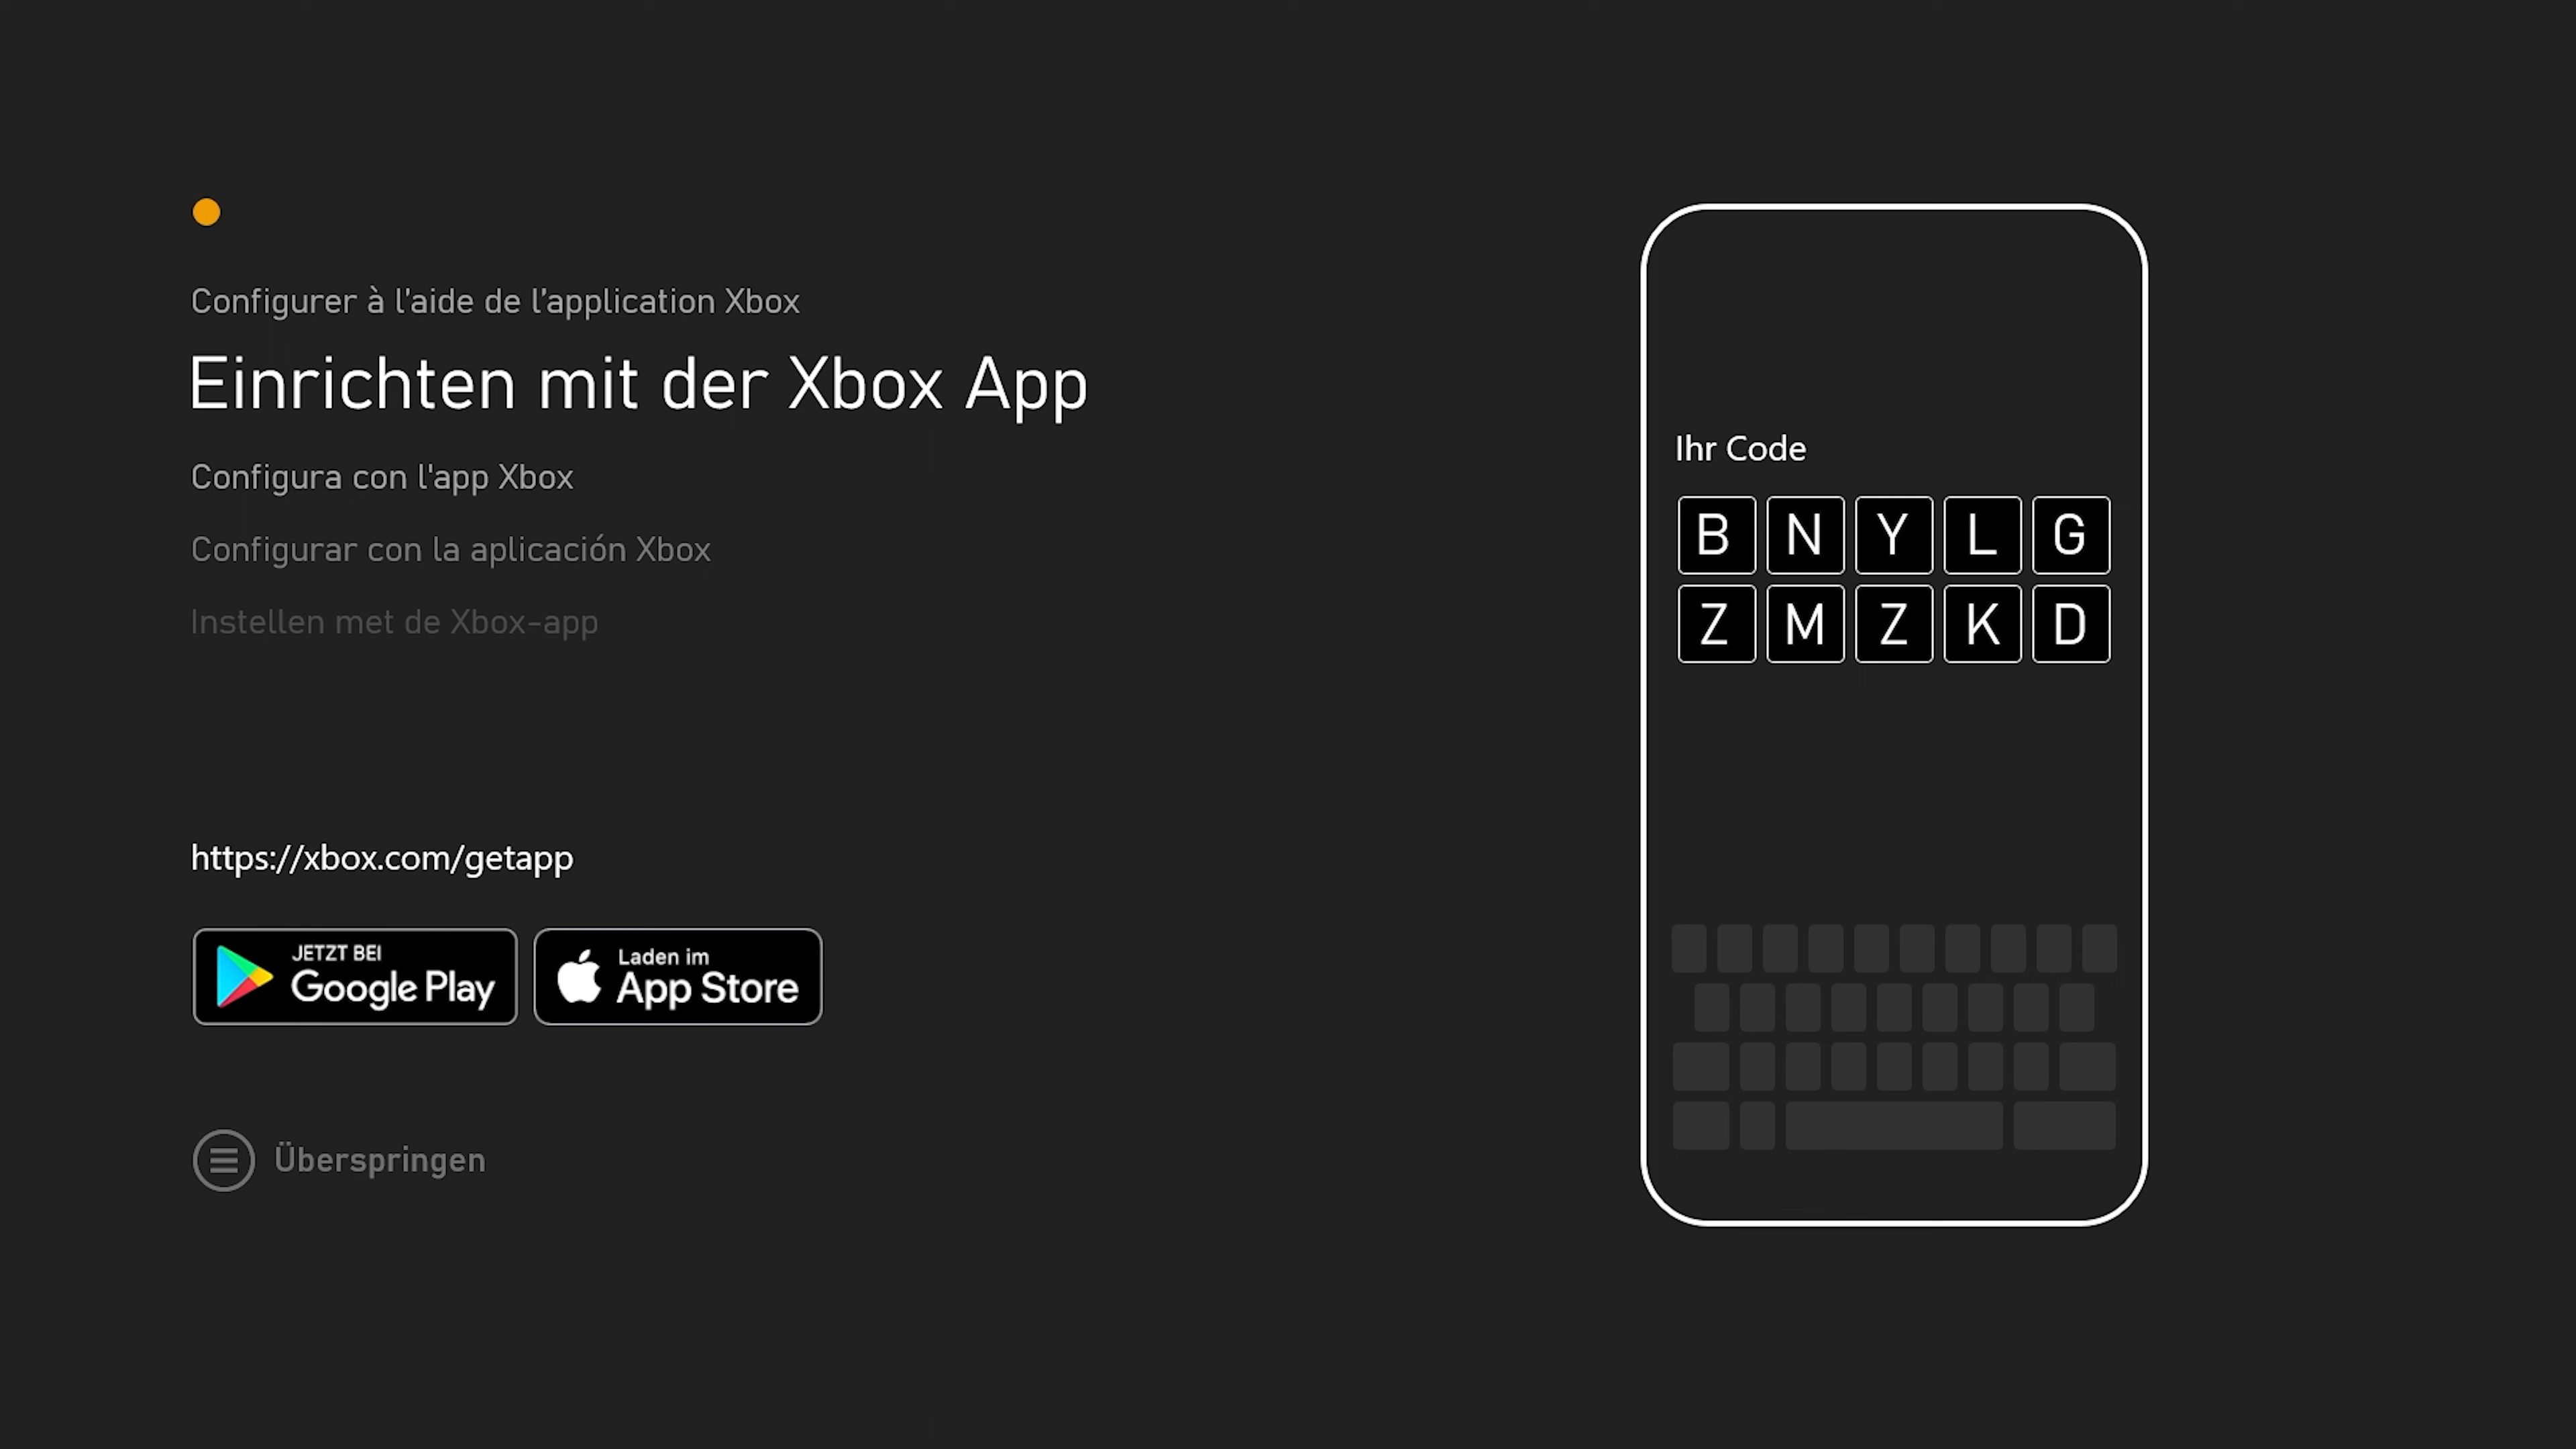 Configurer à l'aide de l’application Xbox
Einrichten mit der Xbox App
Configura con l'app Xbox
Configurar con la aplicación Xbox
Instellen met de Xbox-app
https://xbox.com/getapp
JETZT BEI
Google Play
Laden im
App Store
Überspringen
Ihr Code
B N Y L G
Z M Z K D